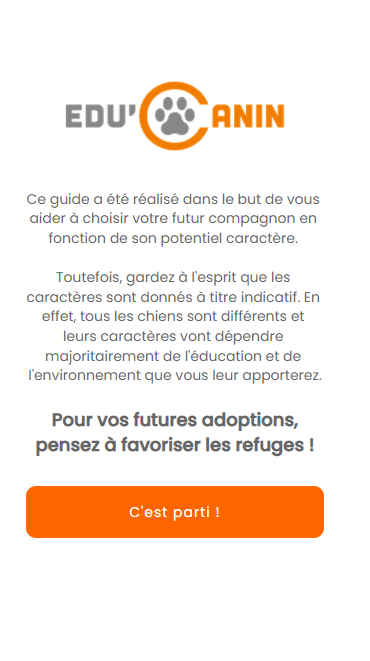 EDU'CANIN
Ce guide a été réalisé dans le but de vous
aider à choisir votre futur compagnon en
fonction de son potentiel caractère.
Toutefois, gardez à l'esprit que les
caractères sont donnés à titre indicatif. En
effet, tous les chiens sont différents et
leurs caractères vont dépendre
majoritairement de l'éducation et de
l'environnement que vous leur apporterez.
Pour vos futures adoptions,
pensez à favoriser les refuges !
C'est parti !